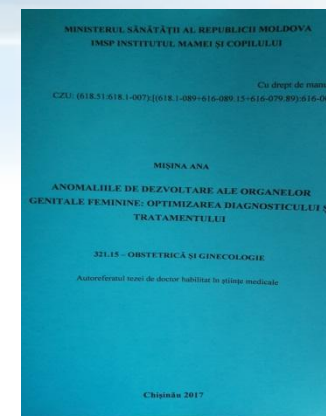 MINISTERUL SĂNĂTĂȚII AL REPUBLICII MOLDOVA
IMSP INSTITUTUL MAMEI ȘI COPILULUI
Cu drept de
CZU: (618.51:618.1-007):[(618.1-089+616-089.15+616-079.89):616-0
MIȘINA ANA
ANOMALIILE DE DEZVOLTARE ALE ORGANELOR
GENITALE FEMININE: OPTIMIZAREA DIAGNOSTICULUI
TRATAMENTULUI
321.15 – OBSTETRICĂ ȘI GINECOLOGIE
Autoreferatul tezei de doctor habilitat în științe medicale
Chișinău 2017